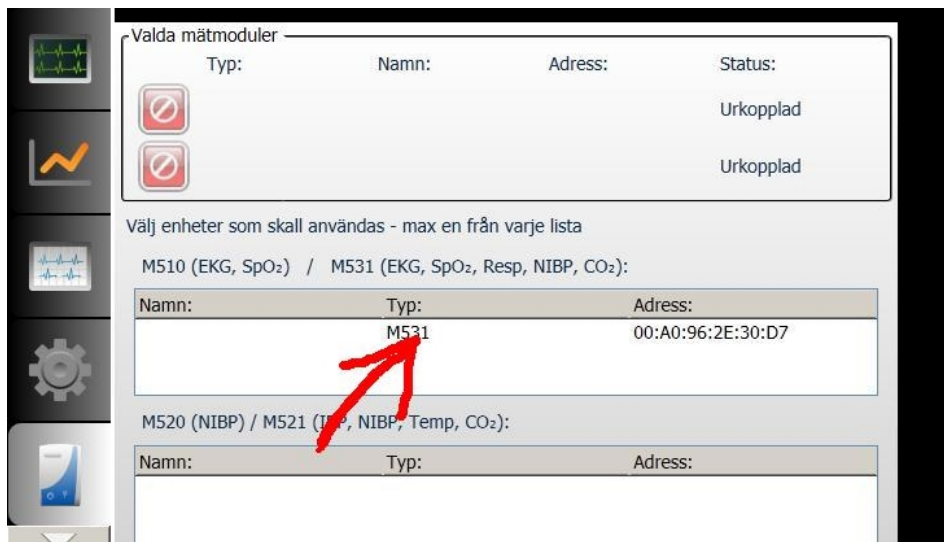 Valda mätmoduler
Typ: Namn: Adress: Status:
Urkopplad
Urkopplad
Välj enheter som skall användas - max en från varje lista
M510 (EKG, SpO₂) / M531 (EKG, SpO₂, Resp, NIBP, CO₂):
Namn: Typ: Adress:
M531 00:A0:96:2E:30:D7
M520 (NIBP) / M521 ( NIBP, Temp, CO₂):
Namn: Typ: Adress: